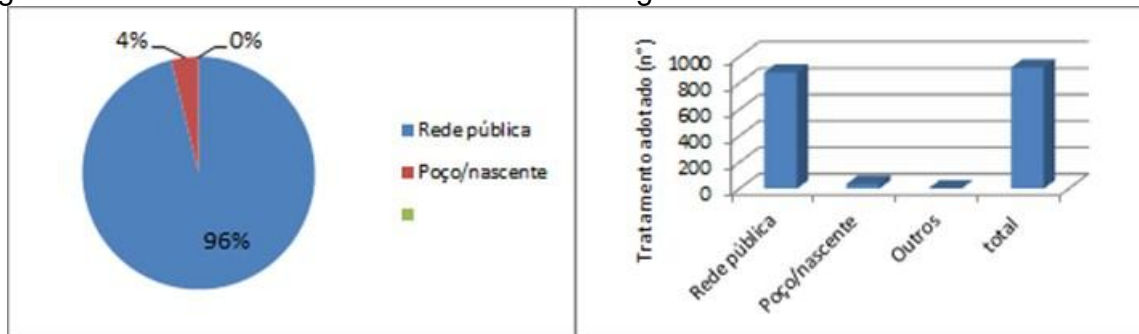 4%
0%
96%
Rede pública
Poço/nascente
Tratamento adotado (n°)
1000
800
600
400
200
0
Rede pública
Poço/nascente
Outros
total